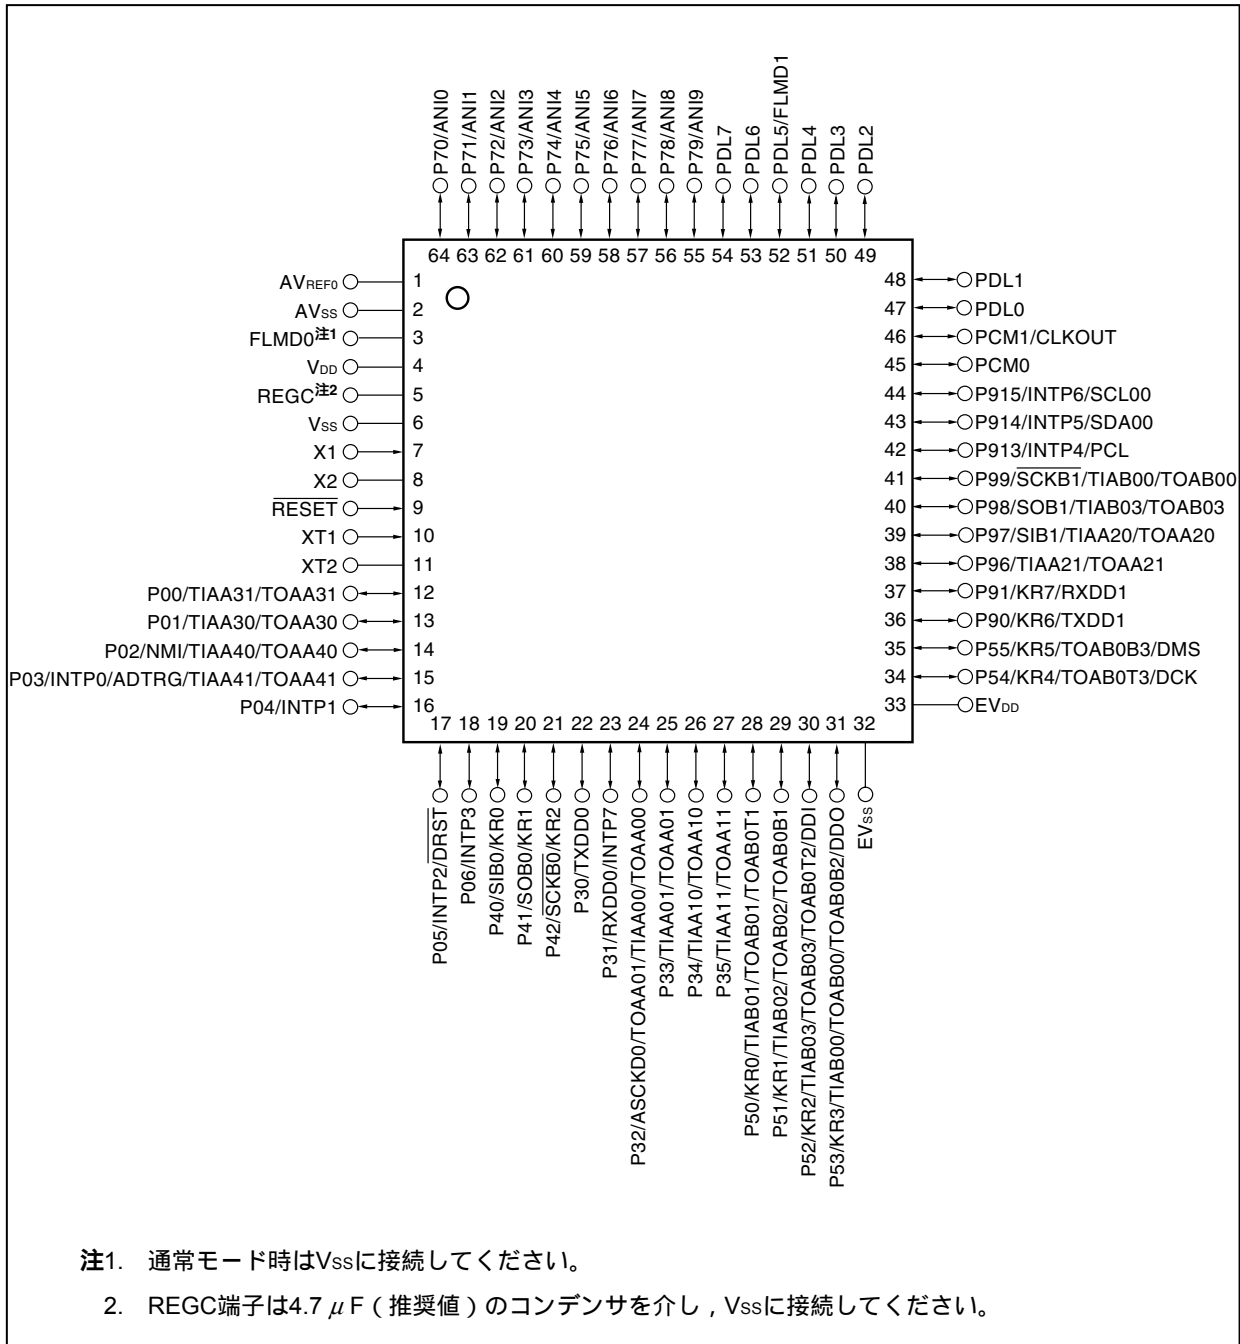 P70/ANI0
P71/ANI1
P72/ANI2
P73/ANI3
P74/ANI4
P75/ANI5
P76/ANI6
P77/ANI7
P78/ANI8
P79/ANI9
PDL7
PDL6
PDL5/FLMD1
PDL4
PDL3
PDL2
64 63 62 61 60 59 58 57 56 55 54 53 52 51 50 49
AVREF0 1
AVSS 2
FLMD0注1 3
VDD 4
REGC注2 5
VSS 6
X1 7
X2 8
RESET 9
XT1 10
XT2 11
P00/TIAA31/TOAA31 12
P01/TIAA30/TOAA30 13
P02/NMI/TIAA40/TOAA40 14
P03/INTP0/ADTRG/TIAA41/TOAA41 15
P04/INTP1 16
48 PDL1
47 PDL0
46 PCM1/CLKOUT
45 PCM0
44 P915/INTP6/SCL00
43 P914/INTP5/SDA00
42 P913/INTP4/PCL
41 P99/SCKB1/TIAB00/TOAB00
40 P98/SOB1/TIAB03/TOAB03
39 P97/SIB1/TIAA20/TOAA20
38 P96/TIAA21/TOAA21
37 P91/KR7/RXDD1
36 P90/KR6/TXDD1
35 P55/KR5/TOAB0B3/DMS
34 P54/KR4/TOAB0T3/DCK
33 EVDD
17 18 19 20 21 22 23 24 25 26 27 28 29 30 31 32
P05/INTP2/DRST
P06/INTP3
P40/SIB0/KR0
P41/SOB0/KR1
P42/SCKB0/KR2
P30/TXDD0
P31/RXDD0/INTP7
P32/ASCKD0/TOAA01/TIAA00/TOAA00
P33/TIAA01/TOAA01
P34/TIAA10/TOAA10
P35/TIAA11/TOAA11
P50/KR0/TIAB01/TOAB01/TOAB0T1
P51/KR1/TIAB02/TOAB02/TOAB0B1
P52/KR2/TIAB03/TOAB03/TOAB0T2/DDI
P53/KR3/TIAB00/TOAB00/TOAB0B2/DDO
EVSS
注1. 通常モード時はVSSに接続してください。
2. REGC端子は4.7 μF（推奨値）のコンデンサを介し，VSSに接続してください。